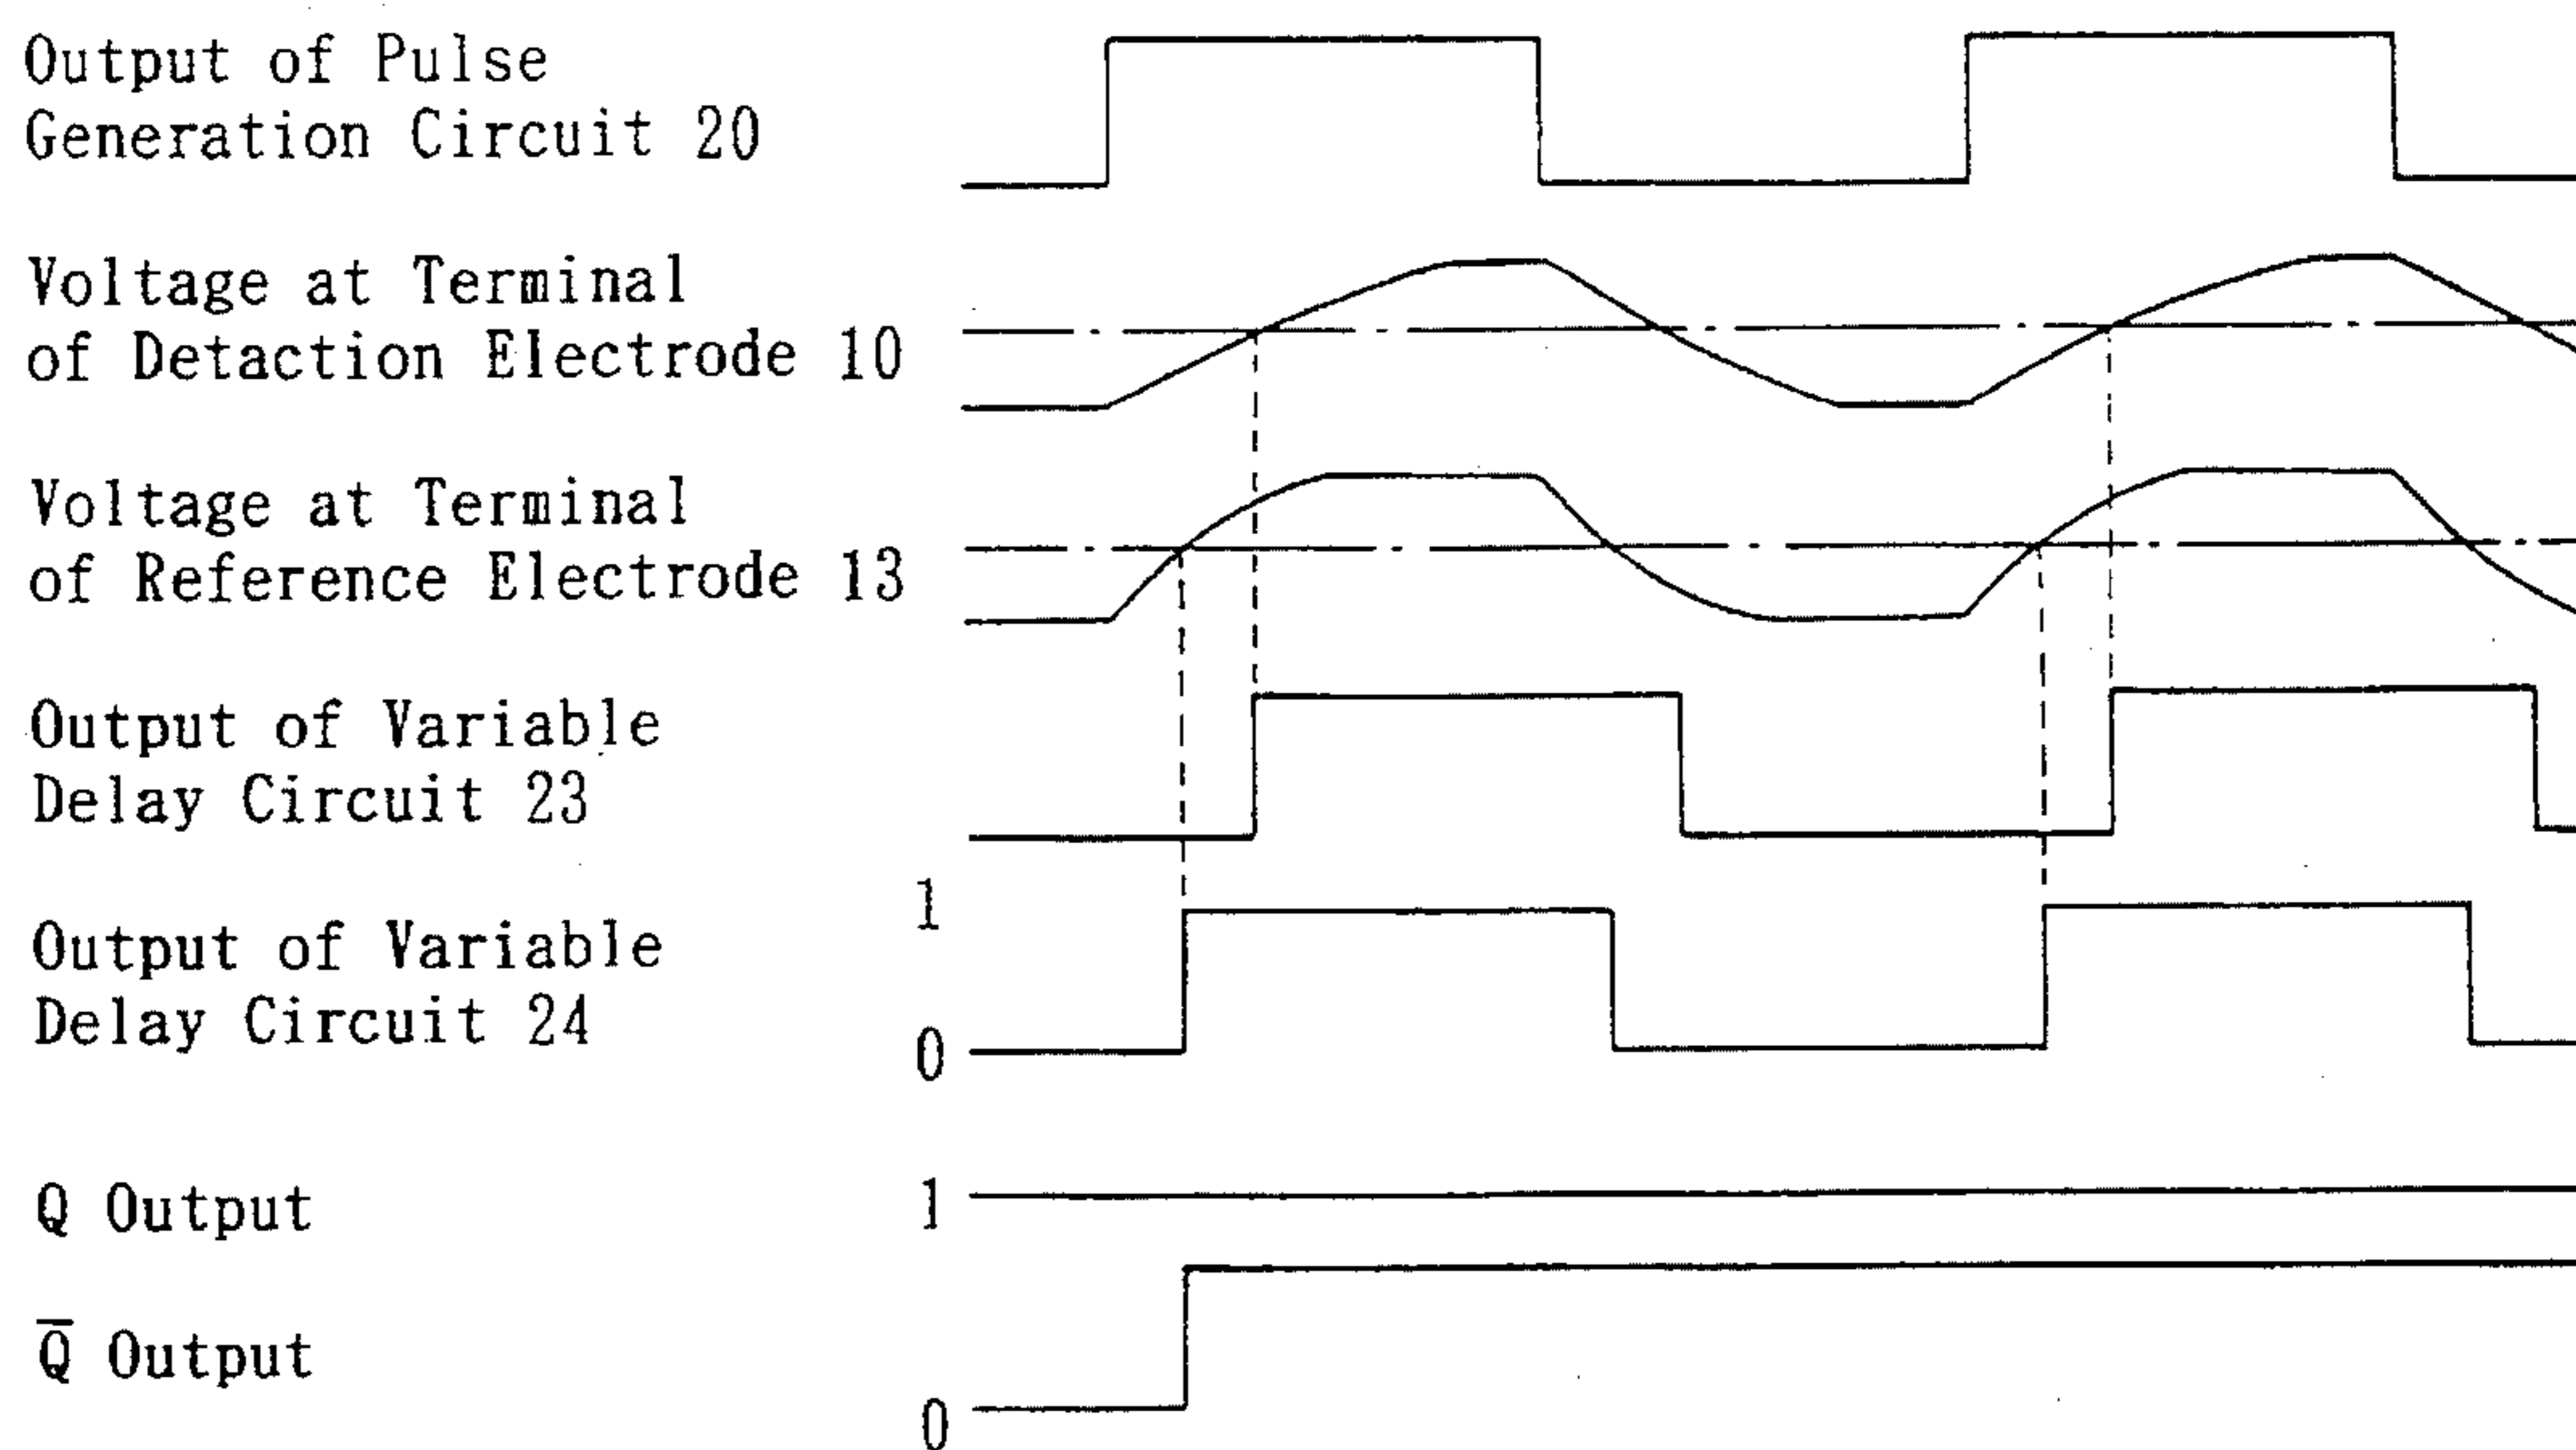 Output of Pulse
Generation Circuit 20
Voltage at Terminal
of Detaction Electrode 10
Voltage at Terminal
of Reference Electrode 13
Output of Variable
Delay Circuit 23
1
Output of Variable
Delay Circuit 24
0
Q Output
1
Q̅ Output
0